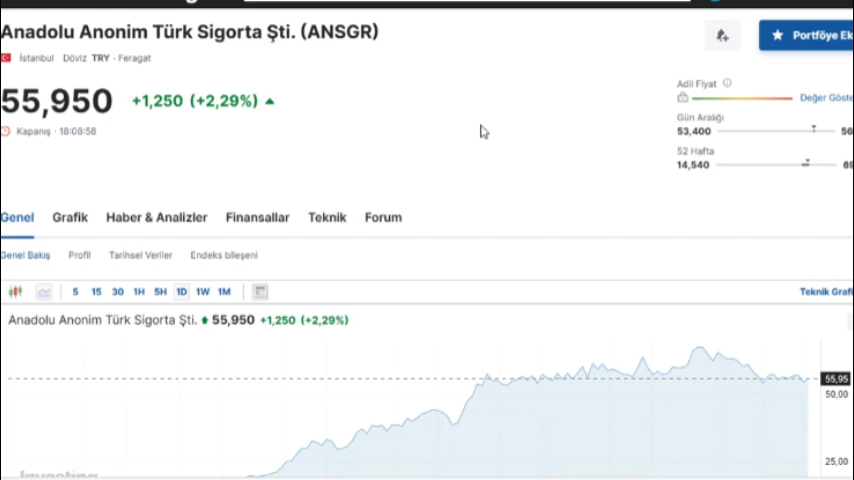 Anadolu Anonim Türk Sigorta Şti. (ANSGR)
İstanbul Döviz TRY · Feragat
Portföye Ek
55,950 +1,250 (+2,29%)
Kapanış · 18:08:58
Adil Fiyat
Değer Göste
Gün Aralığı
53,400 56
52 Hafta
14,540 69
Genel Grafik Haber & Analizler Finansallar Teknik Forum
Genel Bakış Profil Tarihsel Veriler Endeks bileşeni
5 15 30 1H 5H 1D 1W 1M
Teknik Grafi
Anadolu Anonim Türk Sigorta Şti. 55,950 +1,250 (+2,29%)
55,95
50,00
25,00
Investing